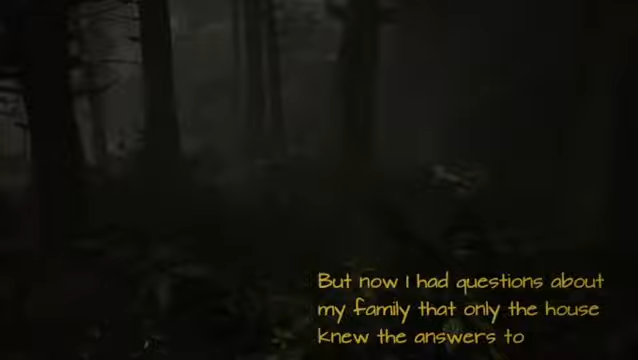 But now I had questions about
my family that only the house
knew the answers to